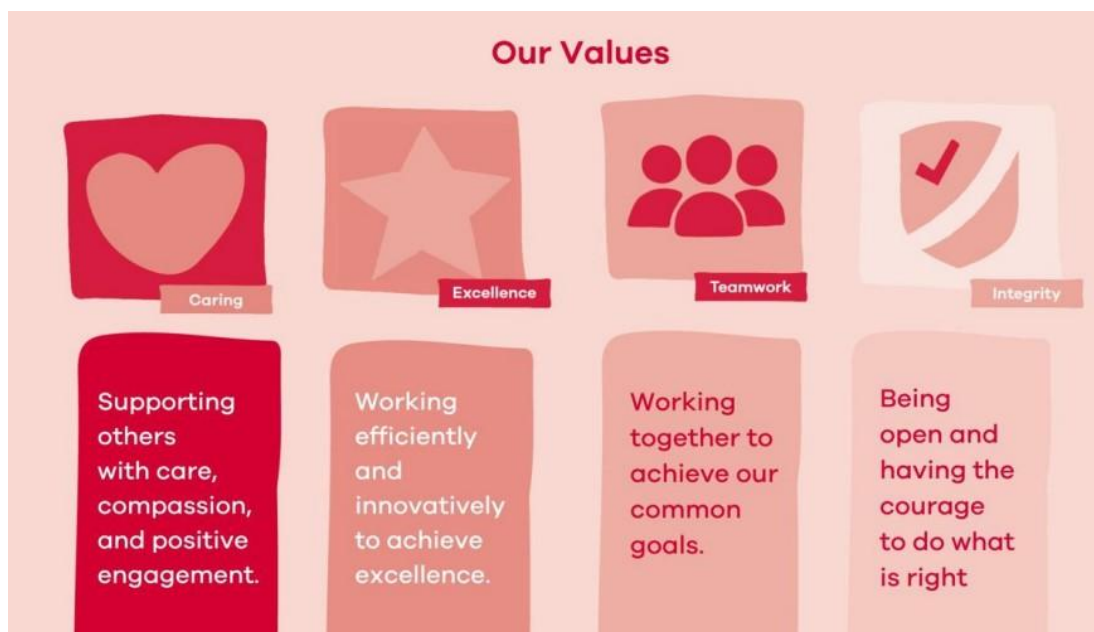 Our Values
Caring
Excellence
Teamwork
Integrity
Supporting
others
with care,
compassion,
and positive
engagement.
Working
efficiently
and
innovatively
to achieve
excellence.
Working
together to
achieve our
common
goals.
Being
open and
having the
courage
to do what
is right